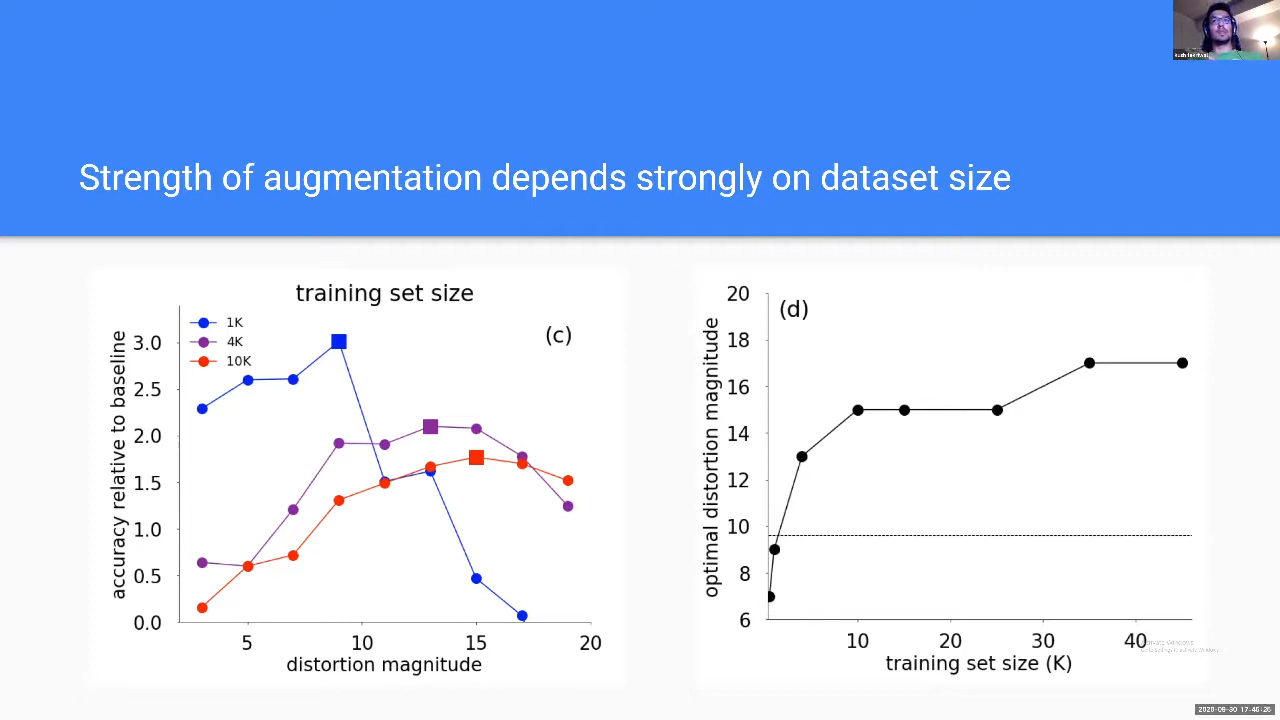 Strength of augmentation depends strongly on dataset size
training set size
1K
4K
10K
(c)
3.0
2.5
2.0
1.5
1.0
0.5
0.0
accuracy relative to baseline
5
10
15
20
distortion magnitude
(d)
20
18
16
14
12
10
8
6
optimal distortion magnitude
10
20
30
40
training set size (K)
2020-09-30 17:46:26